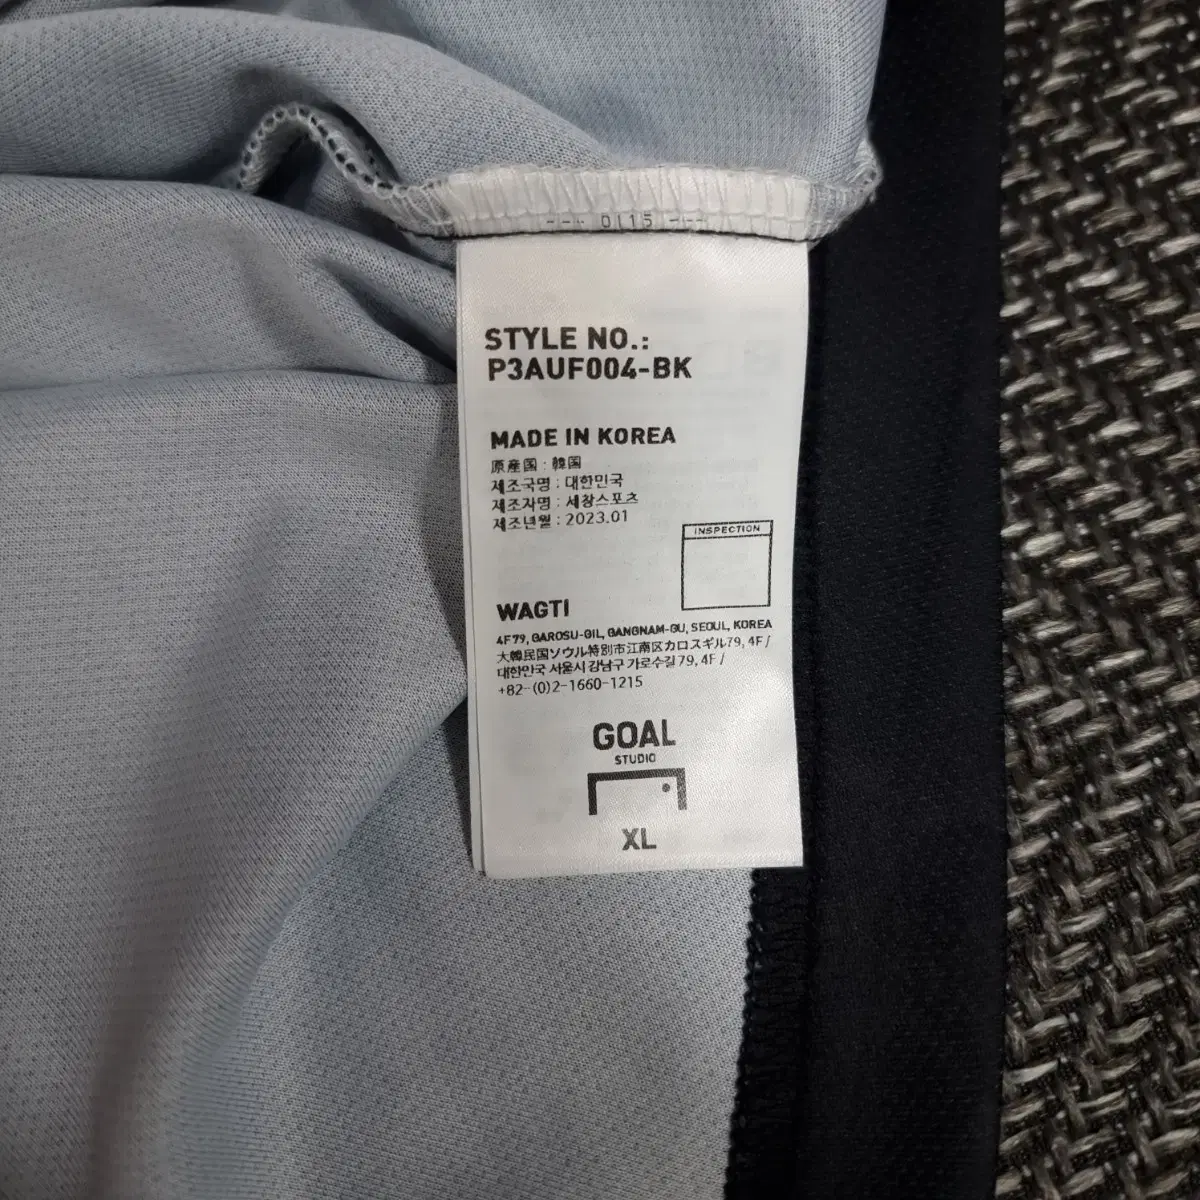 --- 0115 ---
STYLE NO.:
P3AUF004-BK
MADE IN KOREA
原産国 : 韓国
제조국명 : 대한민국
제조자명 : 세창스포츠
제조년월 : 2023.01
INSPECTION
WAGTI
4F 79, GAROSU-GIL, GANGNAM-GU, SEOUL, KOREA
大韓民国ソウル特別市江南区カロスギル79, 4F /
대한민국 서울시 강남구 가로수길 79, 4F /
+82-(0)2-1660-1215
GOAL
STUDIO
XL